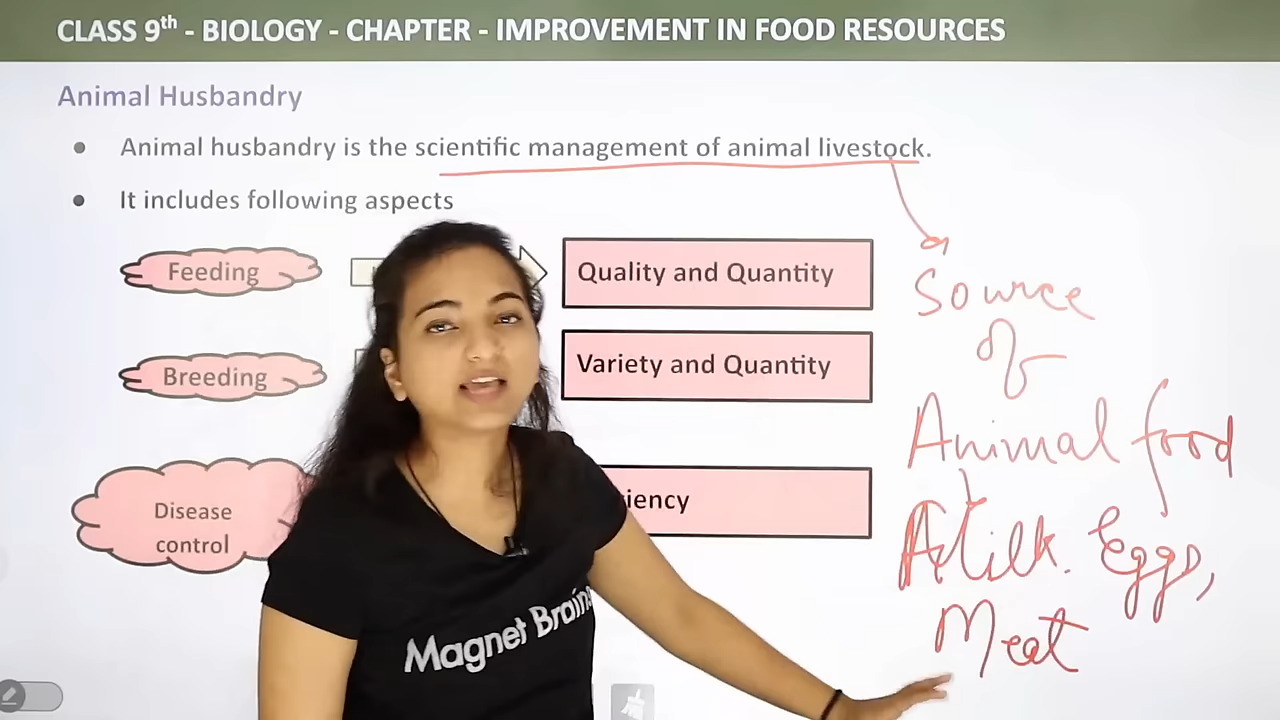 CLASS 9th - BIOLOGY - CHAPTER - IMPROVEMENT IN FOOD RESOURCES
Animal Husbandry
• Animal husbandry is the scientific management of animal livestock.
• It includes following aspects
Feeding
Quality and Quantity
Breeding
Variety and Quantity
Disease
control
iency
Source
of
Animal food
Milk. Eggs,
Meat
Magnet Brains